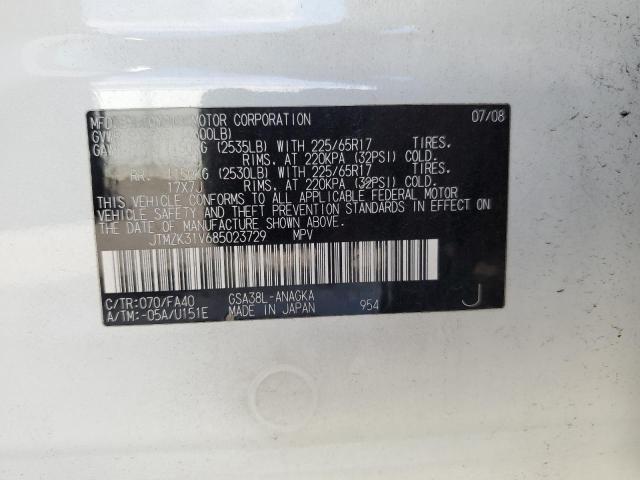 MOTOR CORPORATION 07/08
(2535LB) WITH 225/65R17 TIRES.
RIMS. AT 220KPA (32PSI) COLD.
RR. (2530LB) WITH 225/65R17 TIRES.
17X7J RIMS. AT 220KPA (32PSI) COLD.
THIS VEHICLE CONFORMS TO ALL APPLICABLE FEDERAL MOTOR
VEHICLE SAFETY AND THEFT PREVENTION STANDARDS IN EFFECT ON
THE DATE OF MANUFACTURE SHOWN ABOVE.
JTMZK31V685023729 MPV
C/TR:070/FA40 GSA38L-ANAGKA
A/TM:-05A/U151E MADE IN JAPAN 954 J